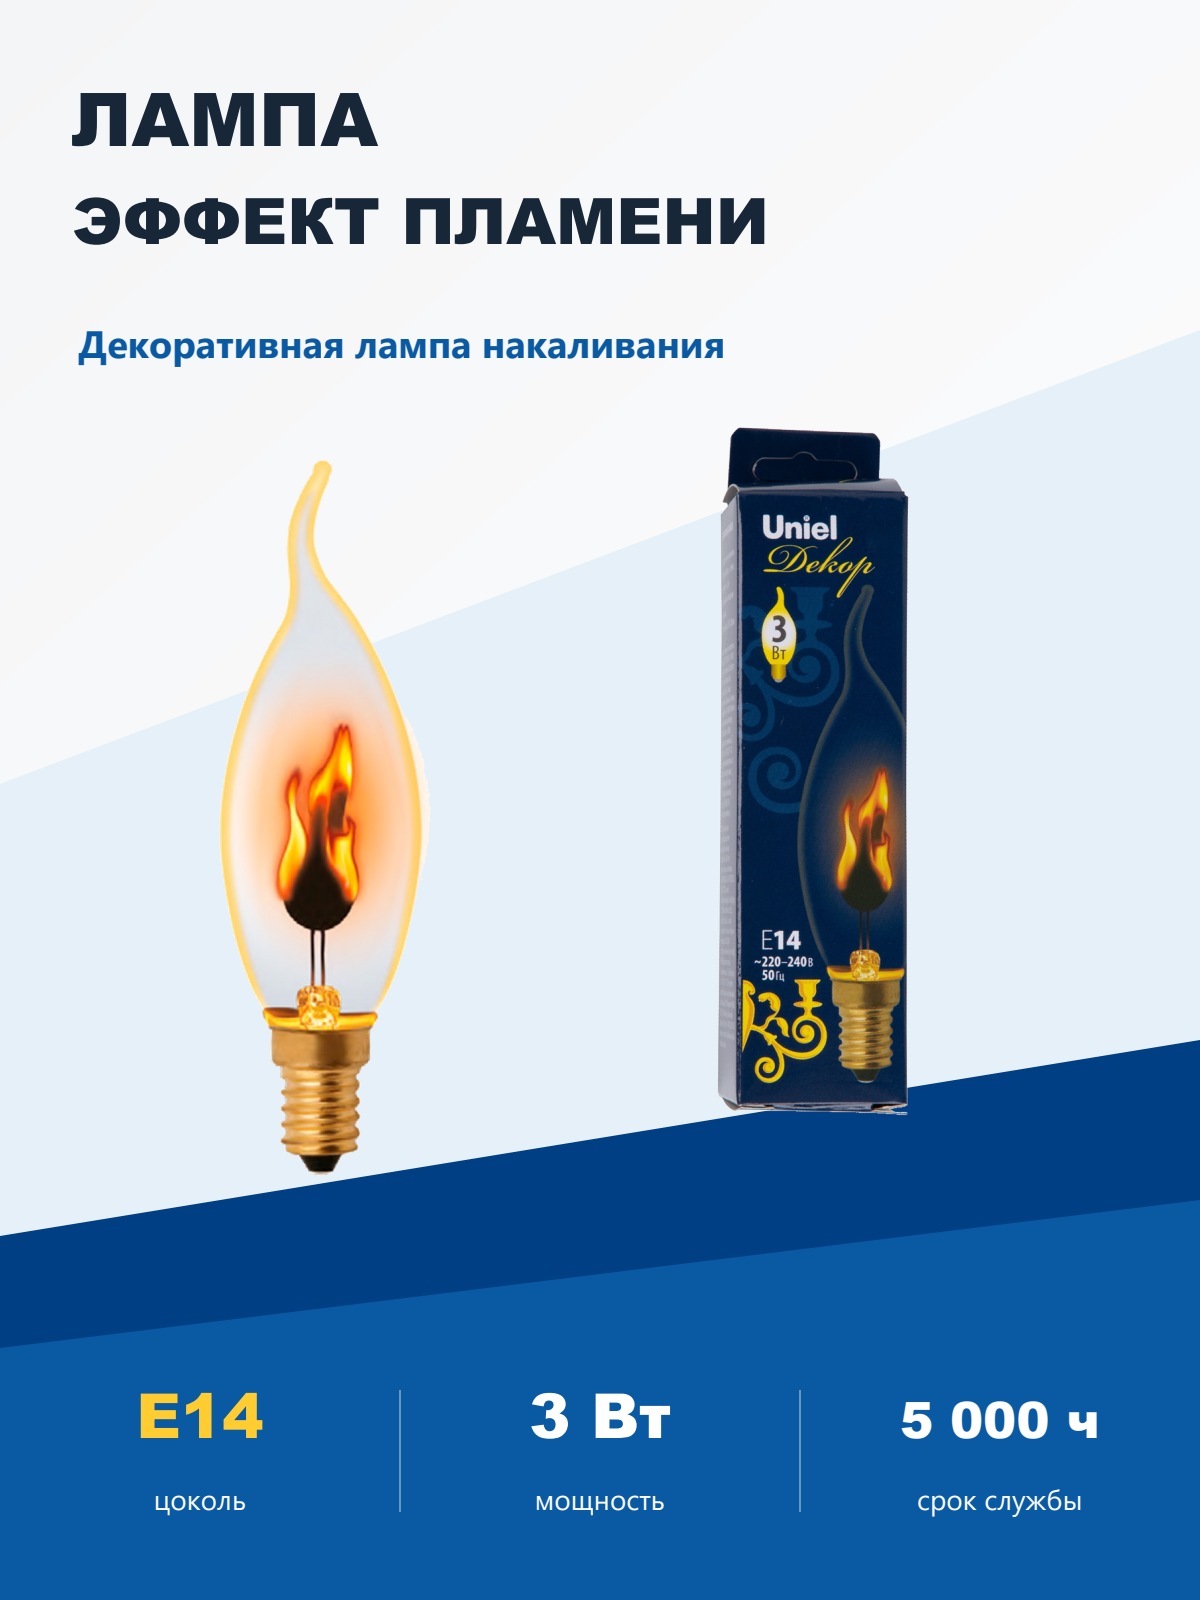 ЛАМПА
ЭФФЕКТ ПЛАМЕНИ
Декоративная лампа накаливания
Uniel
Декор
3
Вт
E14
~220–240В
50Гц
E14
цоколь
3 Вт
мощность
5 000 ч
срок службы